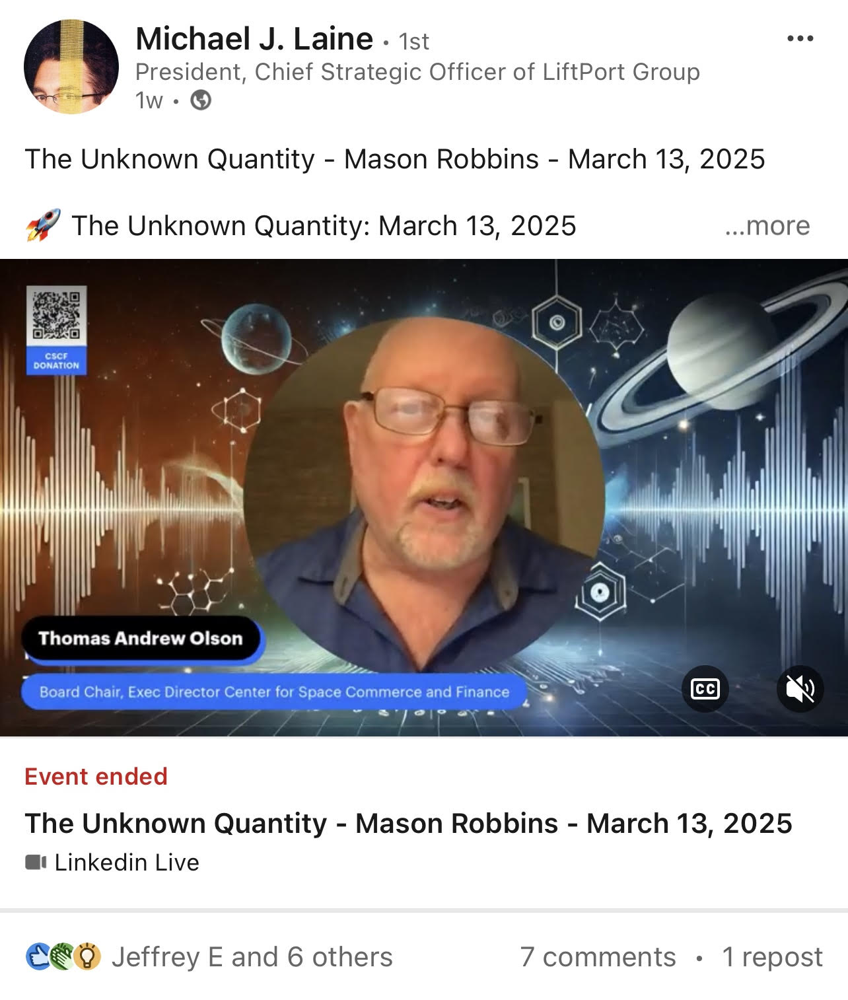 Michael J. Laine • 1st
President, Chief Strategic Officer of LiftPort Group
1w •
The Unknown Quantity - Mason Robbins - March 13, 2025
🚀 The Unknown Quantity: March 13, 2025 ...more
CSCF
DONATION
Thomas Andrew Olson
Board Chair, Exec Director Center for Space Commerce and Finance
CC
Event ended
The Unknown Quantity - Mason Robbins - March 13, 2025
Linkedin Live
Jeffrey E and 6 others 7 comments • 1 repost